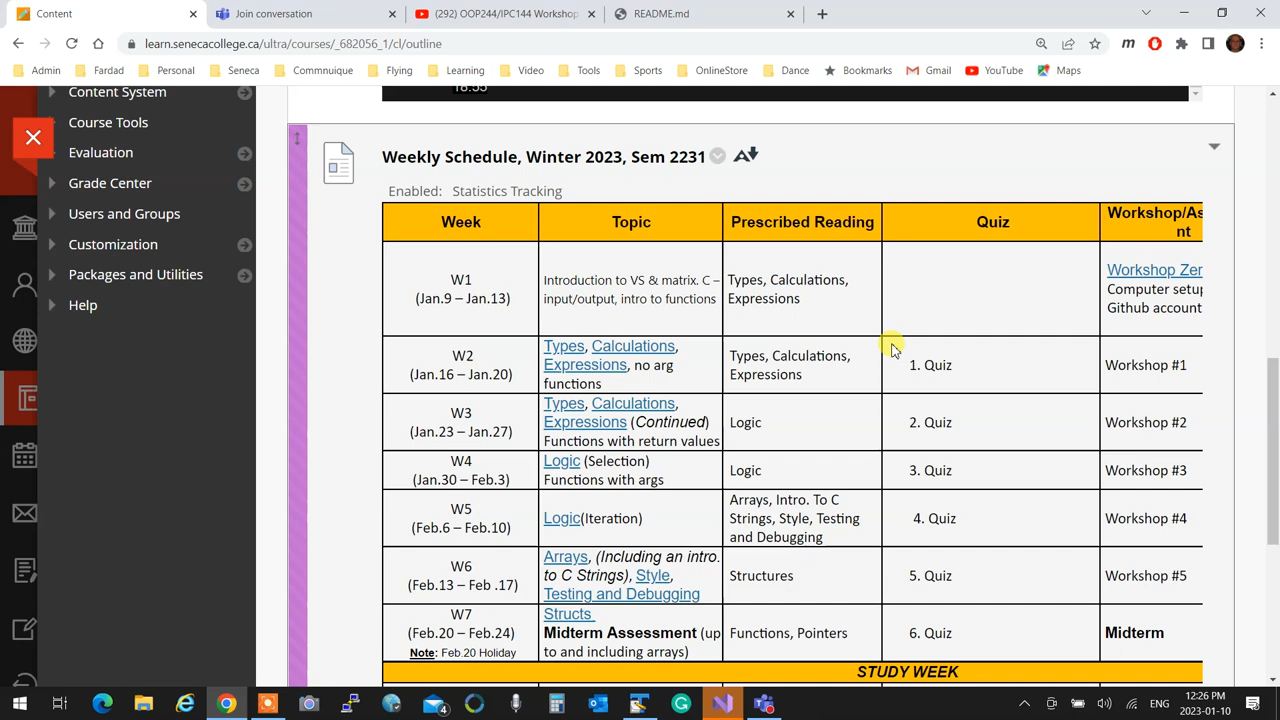 Content
Join conversation
(292) OOP244/IPC144 Workshop
README.md
learn.senecacollege.ca/ultra/courses/_682056_1/cl/outline
Admin
Fardad
Personal
Seneca
Commnuique
Flying
Learning
Video
Tools
Sports
OnlineStore
Dance
Bookmarks
Gmail
YouTube
Maps
Content System
Course Tools
Evaluation
Grade Center
Users and Groups
Customization
Packages and Utilities
Help
18:55
Weekly Schedule, Winter 2023, Sem 2231
Enabled: Statistics Tracking
Week Topic Prescribed Reading Quiz Workshop/As
nt
W1
(Jan.9 – Jan.13)
Introduction to VS & matrix. C –
input/output, intro to functions
Types, Calculations,
Expressions
Workshop Zer
Computer setup
Github account
W2
(Jan.16 – Jan.20)
Types, Calculations,
Expressions, no arg
functions
Types, Calculations,
Expressions
1. Quiz
Workshop #1
W3
(Jan.23 – Jan.27)
Types, Calculations,
Expressions (Continued)
Functions with return values
Logic
2. Quiz
Workshop #2
W4
(Jan.30 – Feb.3)
Logic (Selection)
Functions with args
Logic
3. Quiz
Workshop #3
W5
(Feb.6 – Feb.10)
Logic(Iteration)
Arrays, Intro. To C
Strings, Style, Testing
and Debugging
4. Quiz
Workshop #4
W6
(Feb.13 – Feb .17)
Arrays, (Including an intro.
to C Strings), Style,
Testing and Debugging
Structures
5. Quiz
Workshop #5
W7
(Feb.20 – Feb.24)
Note: Feb.20 Holiday
Structs
Midterm Assessment (up
to and including arrays)
Functions, Pointers
6. Quiz
Midterm
STUDY WEEK
4
ENG
12:26 PM
2023-01-10